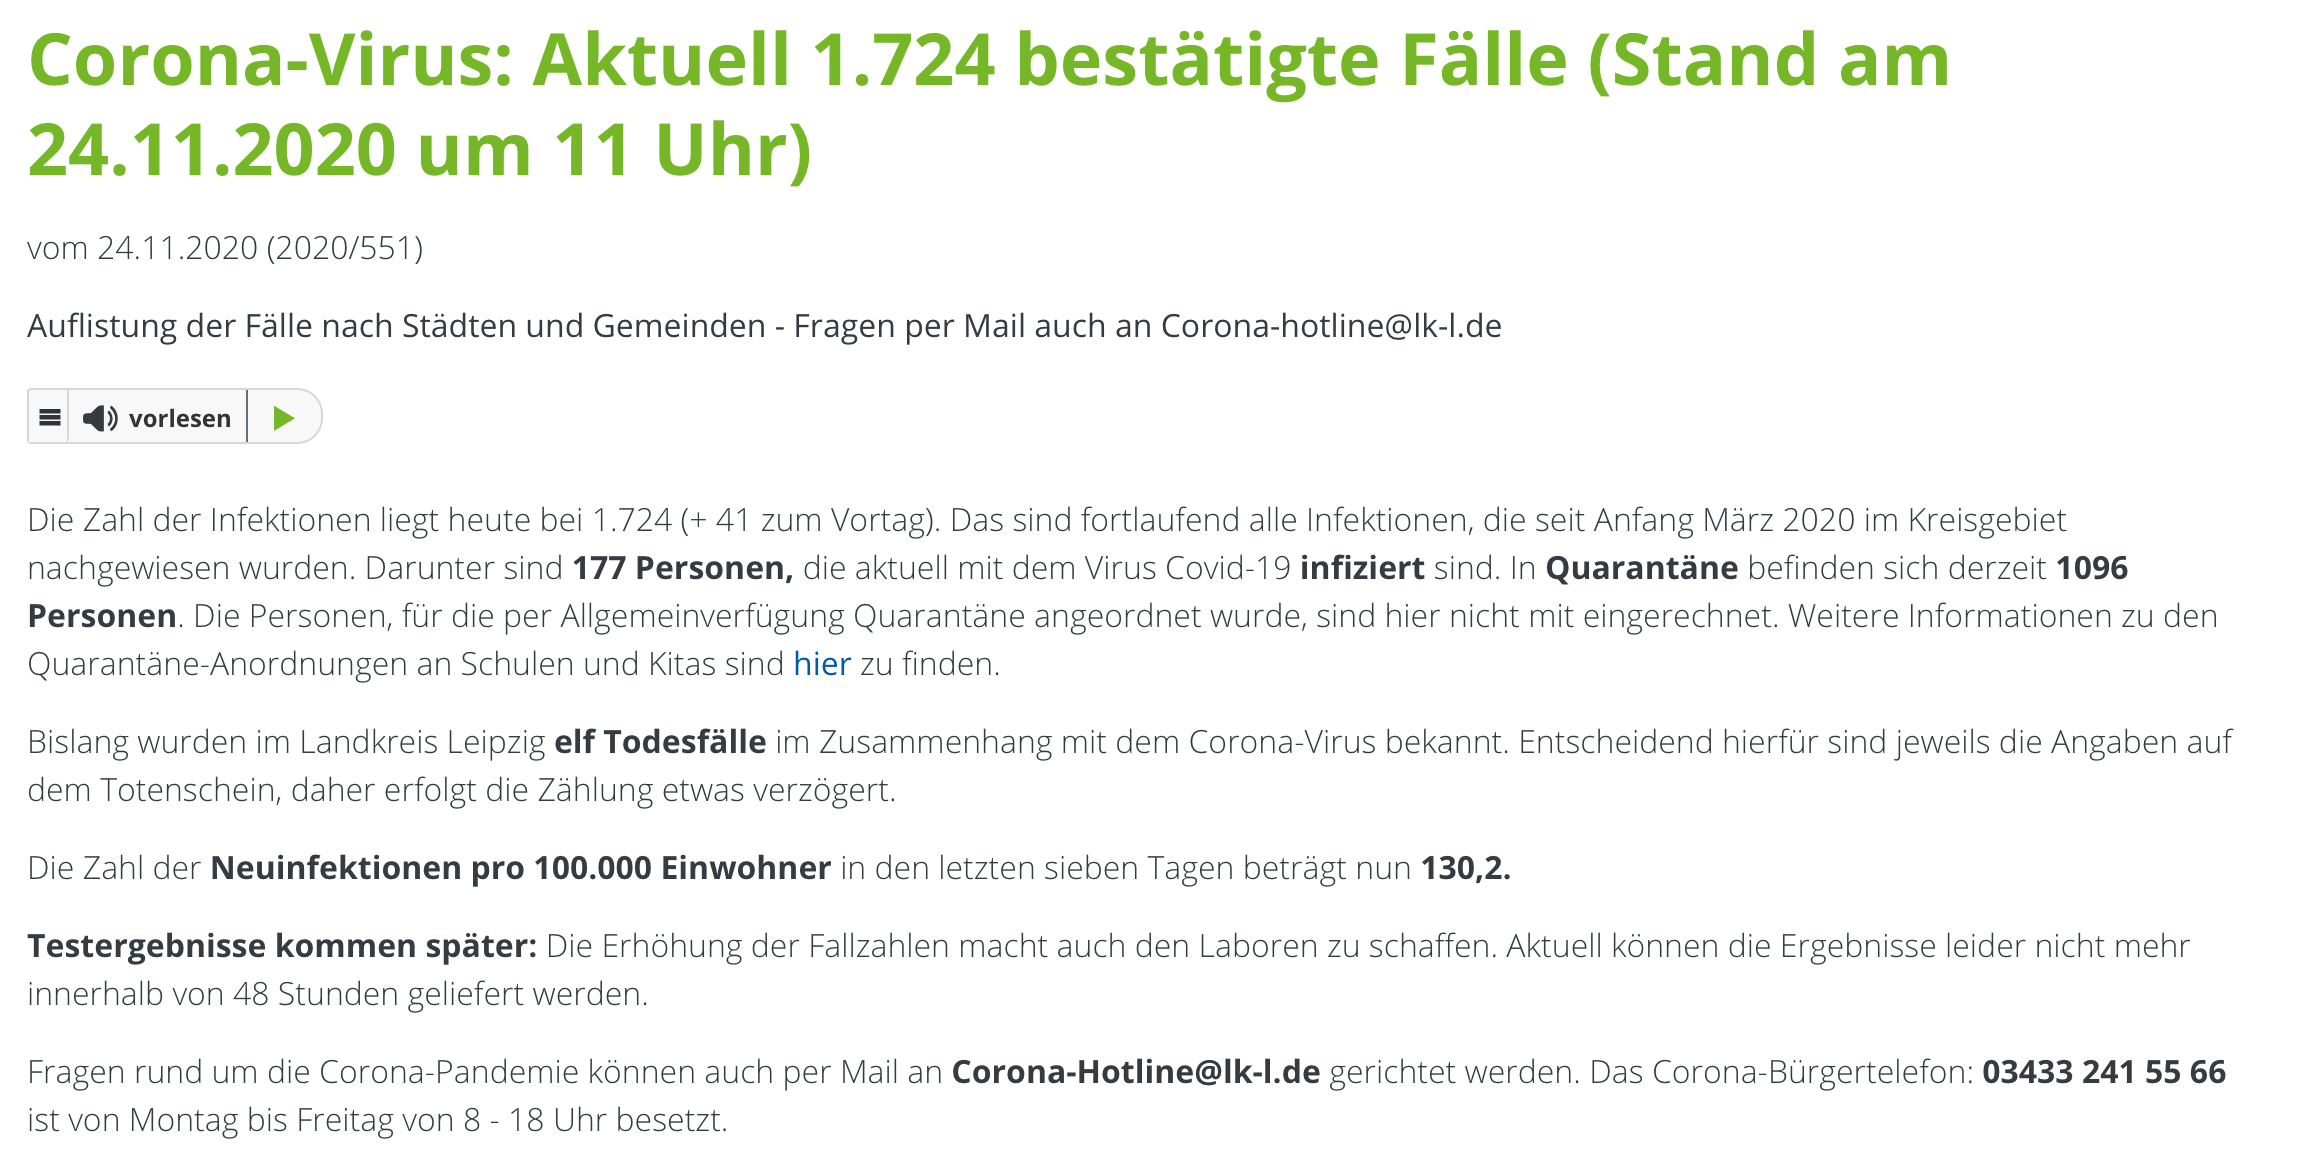 Corona-Virus: Aktuell 1.724 bestätigte Fälle (Stand am
24.11.2020 um 11 Uhr)
vom 24.11.2020 (2020/551)
Auflistung der Fälle nach Städten und Gemeinden - Fragen per Mail auch an Corona-hotline@lk-l.de
vorlesen
Die Zahl der Infektionen liegt heute bei 1.724 (+ 41 zum Vortag). Das sind fortlaufend alle Infektionen, die seit Anfang März 2020 im Kreisgebiet
nachgewiesen wurden. Darunter sind 177 Personen, die aktuell mit dem Virus Covid-19 infiziert sind. In Quarantäne befinden sich derzeit 1096
Personen. Die Personen, für die per Allgemeinverfügung Quarantäne angeordnet wurde, sind hier nicht mit eingerechnet. Weitere Informationen zu den
Quarantäne-Anordnungen an Schulen und Kitas sind hier zu finden.
Bislang wurden im Landkreis Leipzig elf Todesfälle im Zusammenhang mit dem Corona-Virus bekannt. Entscheidend hierfür sind jeweils die Angaben auf
dem Totenschein, daher erfolgt die Zählung etwas verzögert.
Die Zahl der Neuinfektionen pro 100.000 Einwohner in den letzten sieben Tagen beträgt nun 130,2.
Testergebnisse kommen später: Die Erhöhung der Fallzahlen macht auch den Laboren zu schaffen. Aktuell können die Ergebnisse leider nicht mehr
innerhalb von 48 Stunden geliefert werden.
Fragen rund um die Corona-Pandemie können auch per Mail an Corona-Hotline@lk-l.de gerichtet werden. Das Corona-Bürgertelefon: 03433 241 55 66
ist von Montag bis Freitag von 8 - 18 Uhr besetzt.